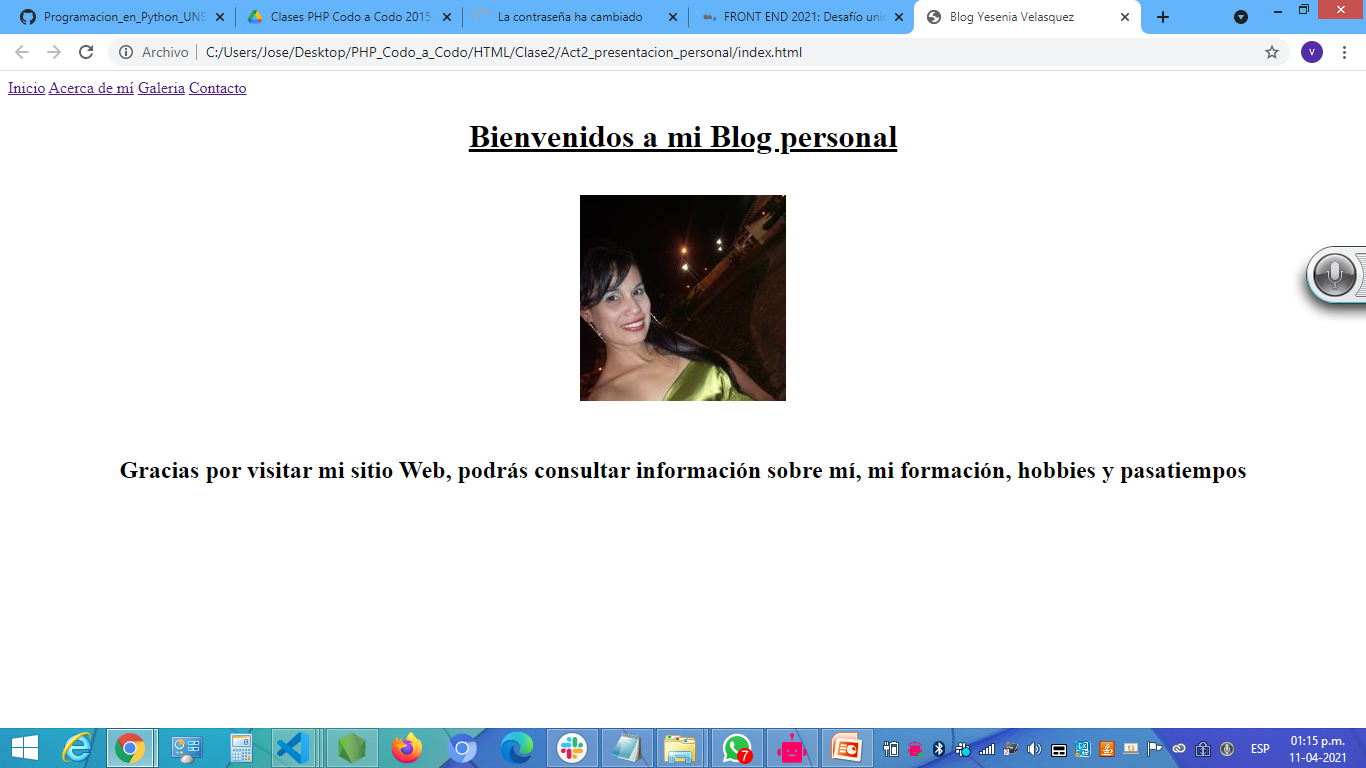 Programacion_en_Python_UNS
Clases PHP Codo a Codo 2015
La contraseña ha cambiado
FRONT END 2021: Desafío unic
Blog Yesenia Velasquez
Archivo
C:/Users/Jose/Desktop/PHP_Codo_a_Codo/HTML/Clase2/Act2_presentacion_personal/index.html
V
Inicio Acerca de mí Galeria Contacto
Bienvenidos a mi Blog personal
Gracias por visitar mi sitio Web, podrás consultar información sobre mí, mi formación, hobbies y pasatiempos
7
ESP
01:15 p.m.
11-04-2021